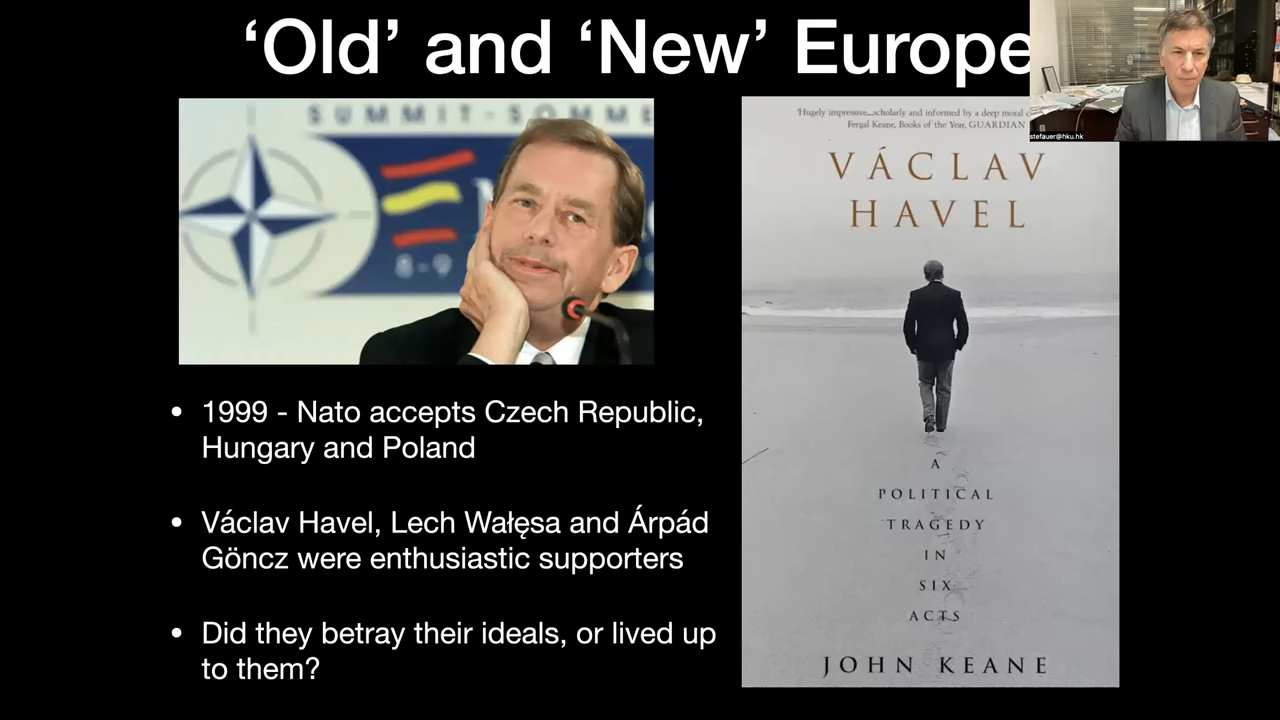 ‘Old’ and ‘New’ Europe
SUMMIT-SOMME
8-9
stefauer@hku.hk
'Hugely impressive...scholarly and informed by a deep moral
Fergal Keane, Books of the Year, GUARDIAN
VÁCLAV
HAVEL
A
POLITICAL
TRAGEDY
IN
SIX
ACTS
JOHN KEANE
• 1999 - Nato accepts Czech Republic,
Hungary and Poland
• Václav Havel, Lech Wałęsa and Árpád
Göncz were enthusiastic supporters
• Did they betray their ideals, or lived up
to them?